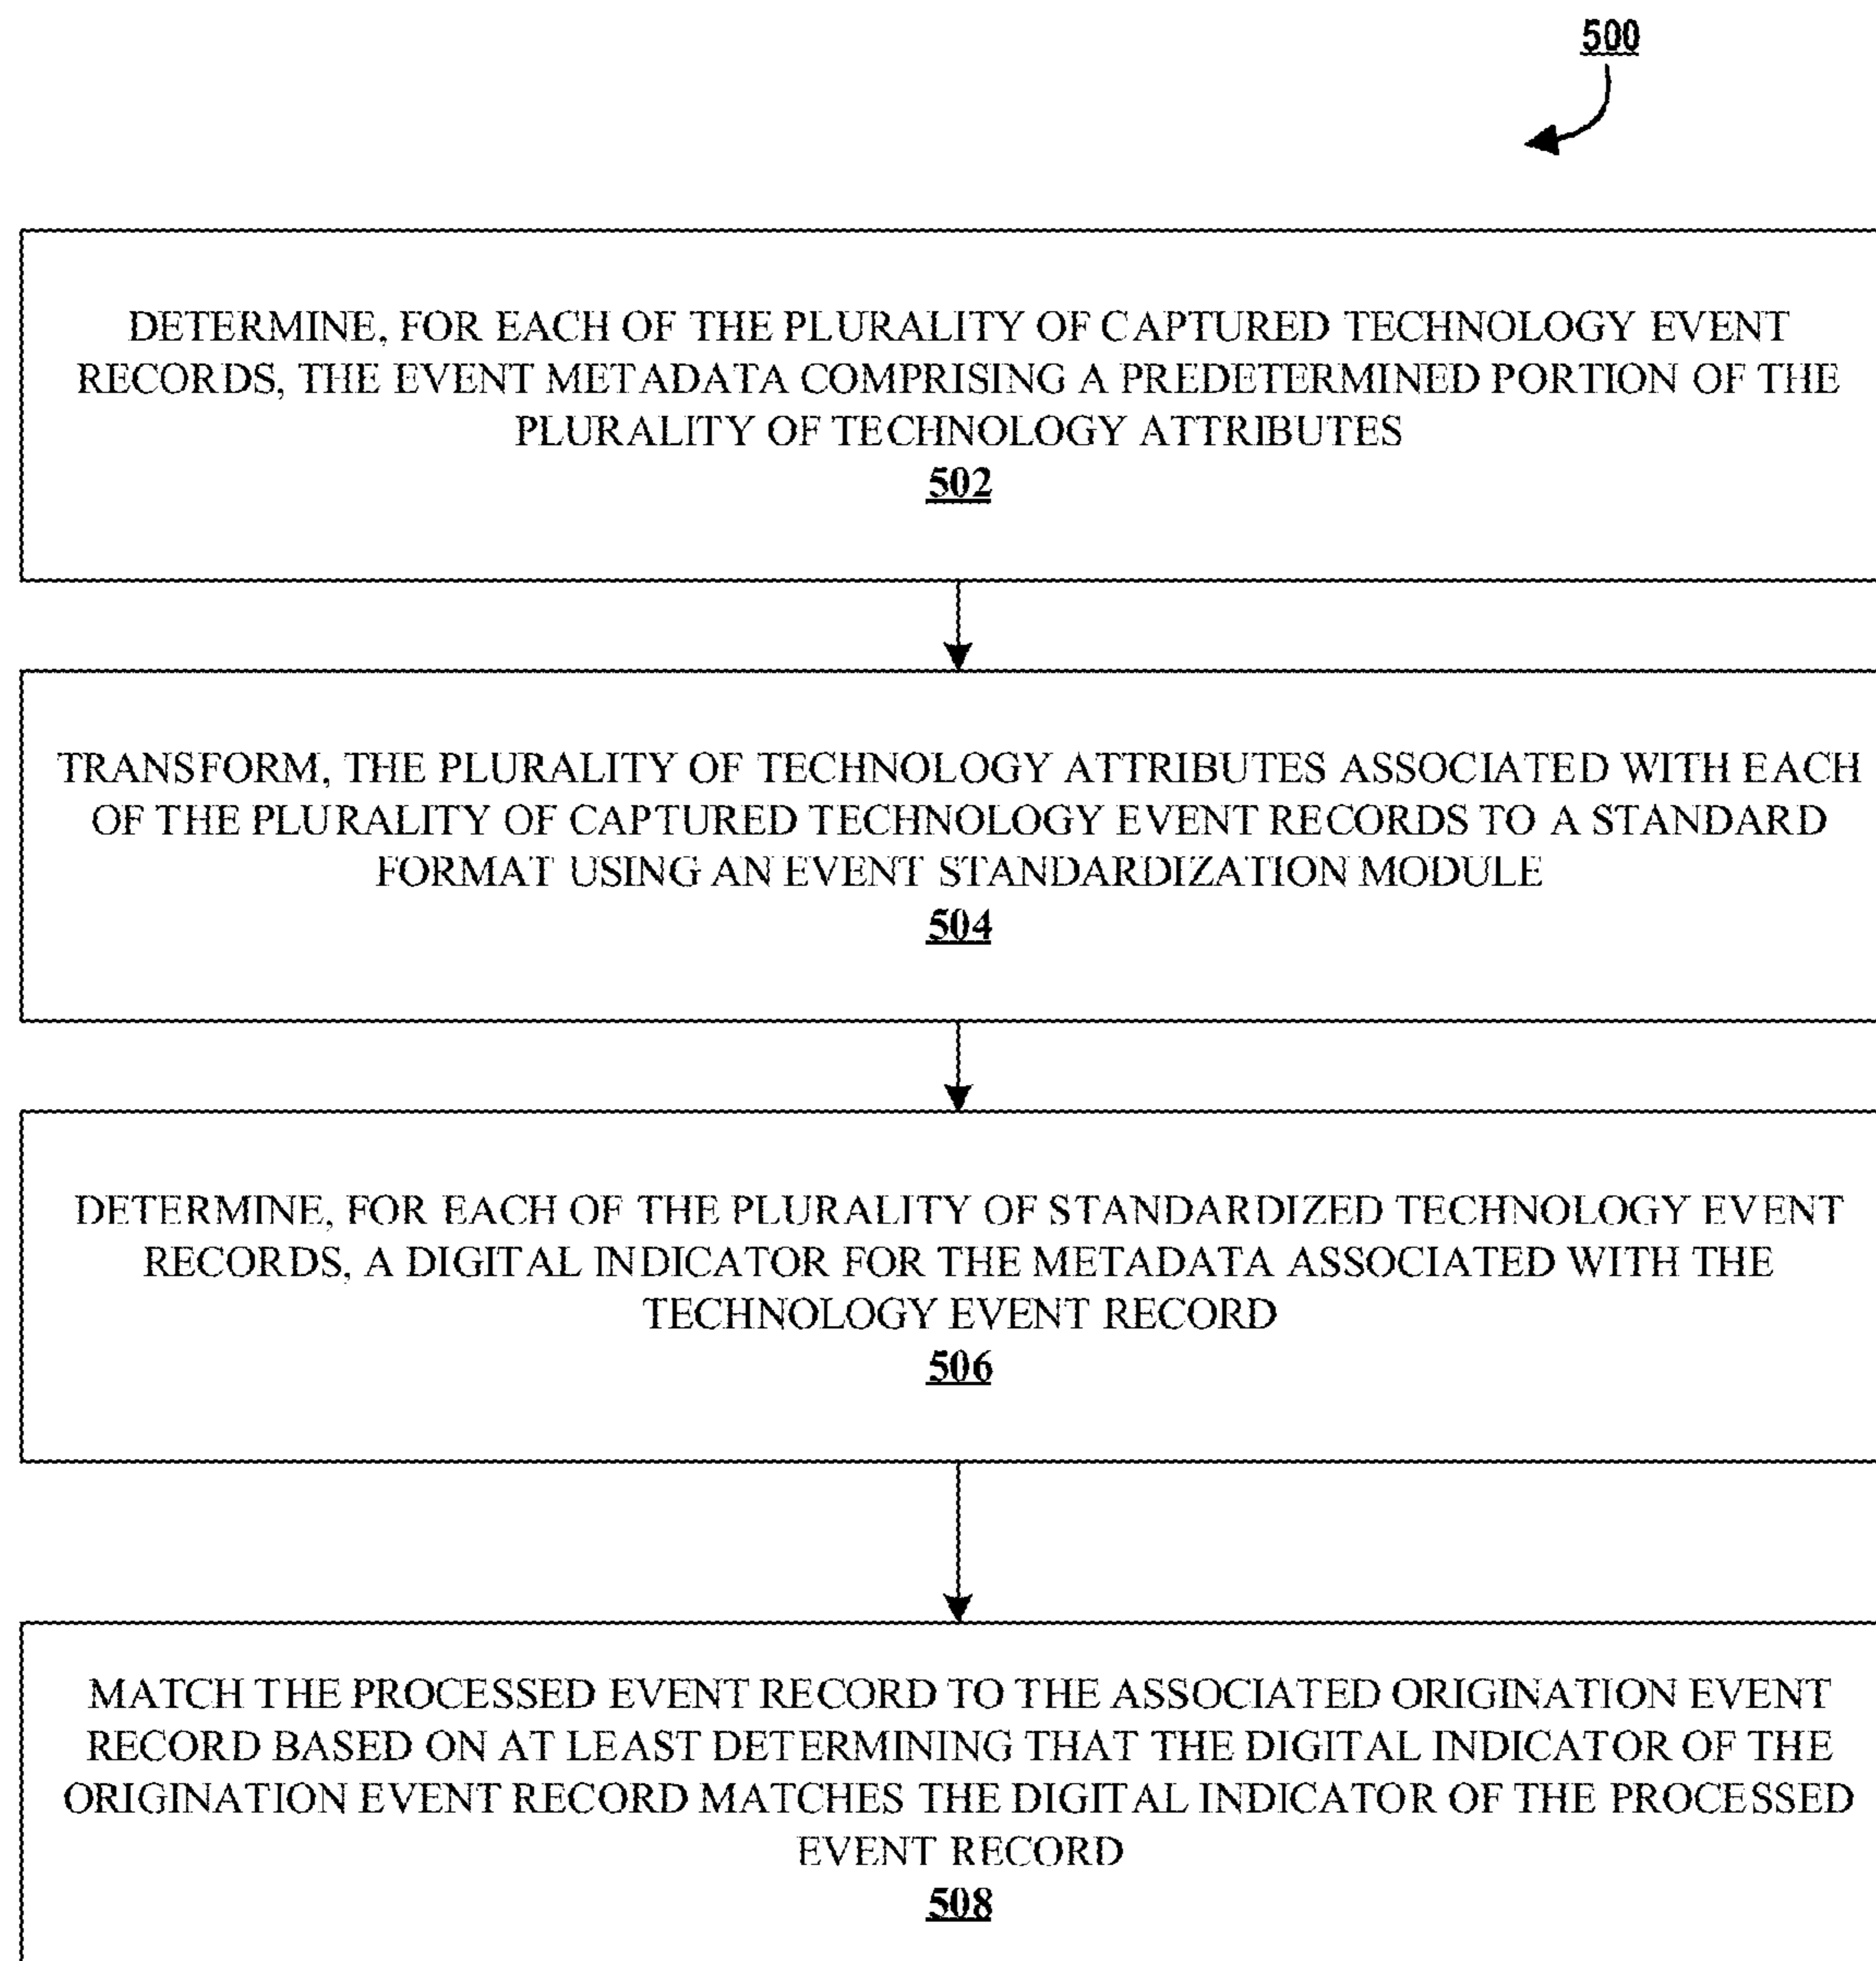 500
DETERMINE, FOR EACH OF THE PLURALITY OF CAPTURED TECHNOLOGY EVENT
RECORDS, THE EVENT METADATA COMPRISING A PREDETERMINED PORTION OF THE
PLURALITY OF TECHNOLOGY ATTRIBUTES
502
TRANSFORM, THE PLURALITY OF TECHNOLOGY ATTRIBUTES ASSOCIATED WITH EACH
OF THE PLURALITY OF CAPTURED TECHNOLOGY EVENT RECORDS TO A STANDARD
FORMAT USING AN EVENT STANDARDIZATION MODULE
504
DETERMINE, FOR EACH OF THE PLURALITY OF STANDARDIZED TECHNOLOGY EVENT
RECORDS, A DIGITAL INDICATOR FOR THE METADATA ASSOCIATED WITH THE
TECHNOLOGY EVENT RECORD
506
MATCH THE PROCESSED EVENT RECORD TO THE ASSOCIATED ORIGINATION EVENT
RECORD BASED ON AT LEAST DETERMINING THAT THE DIGITAL INDICATOR OF THE
ORIGINATION EVENT RECORD MATCHES THE DIGITAL INDICATOR OF THE PROCESSED
EVENT RECORD
508